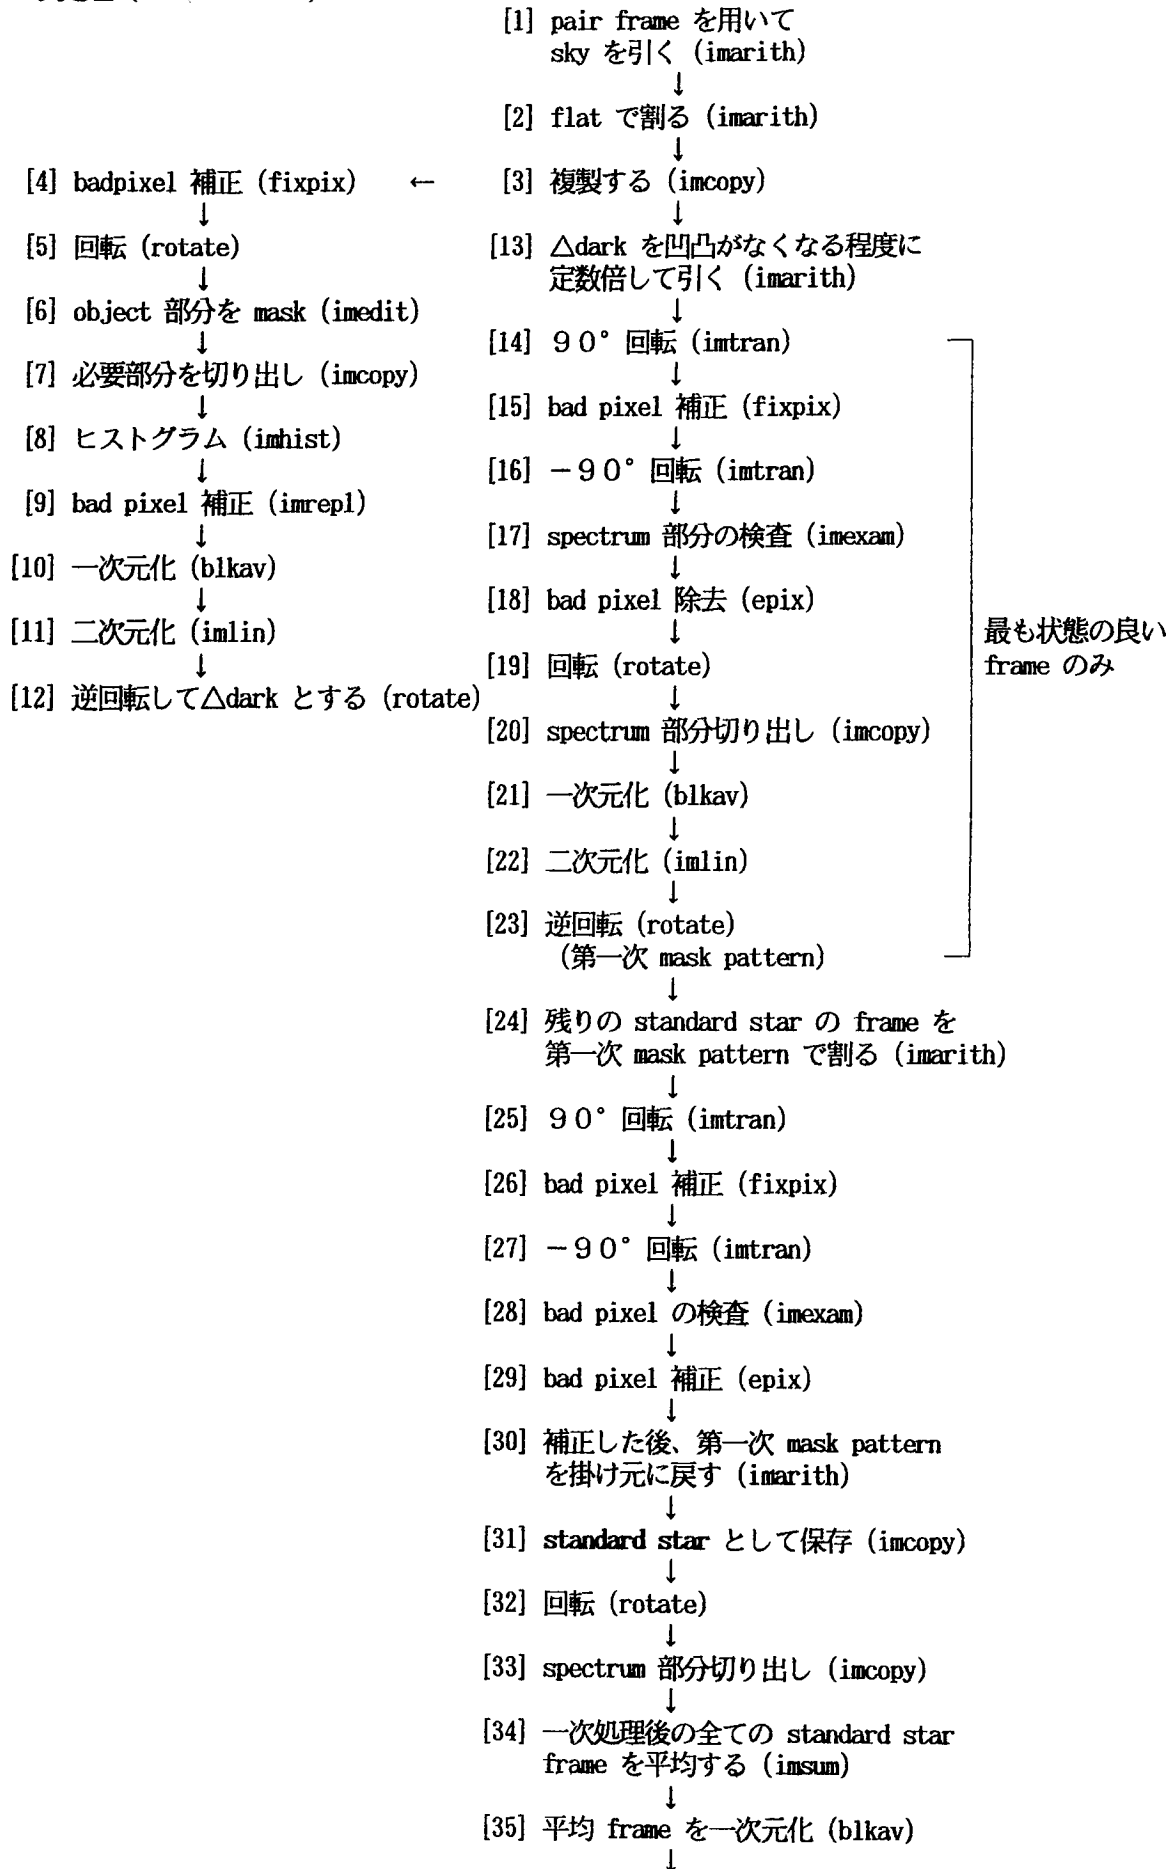 [1] pair frame を用いて
sky を引く (imarith)
↓
[2] flat で割る (imarith)
↓
[3] 複製する (imcopy)
←
[4] badpixel 補正 (fixpix)
↓
[5] 回転 (rotate)
↓
[6] object 部分を mask (imedit)
↓
[7] 必要部分を切り出し (imcopy)
↓
[8] ヒストグラム (imhist)
↓
[9] bad pixel 補正 (imrepl)
↓
[10] 一次元化 (blkav)
↓
[11] 二次元化 (imlin)
↓
[12] 逆回転して△dark とする (rotate)
↓
[13] △dark を凹凸がなくなる程度に
定数倍して引く (imarith)
↓
[14] 90° 回転 (imtran)
↓
[15] bad pixel 補正 (fixpix)
↓
[16] −90° 回転 (imtran)
↓
[17] spectrum 部分の検査 (imexam)
↓
[18] bad pixel 除去 (epix)
↓
[19] 回転 (rotate)
↓
[20] spectrum 部分切り出し (imcopy)
↓
[21] 一次元化 (blkav)
↓
[22] 二次元化 (imlin)
↓
[23] 逆回転 (rotate)
(第一次 mask pattern)
最も状態の良い
frame のみ
↓
[24] 残りの standard star の frame を
第一次 mask pattern で割る (imarith)
↓
[25] 90° 回転 (imtran)
↓
[26] bad pixel 補正 (fixpix)
↓
[27] −90° 回転 (imtran)
↓
[28] bad pixel の検査 (imexam)
↓
[29] bad pixel 補正 (epix)
↓
[30] 補正した後、第一次 mask pattern
を掛け元に戻す (imarith)
↓
[31] standard star として保存 (imcopy)
↓
[32] 回転 (rotate)
↓
[33] spectrum 部分切り出し (imcopy)
↓
[34] 一次処理後の全ての standard star
frame を平均する (imsum)
↓
[35] 平均 frame を一次元化 (blkav)
↓